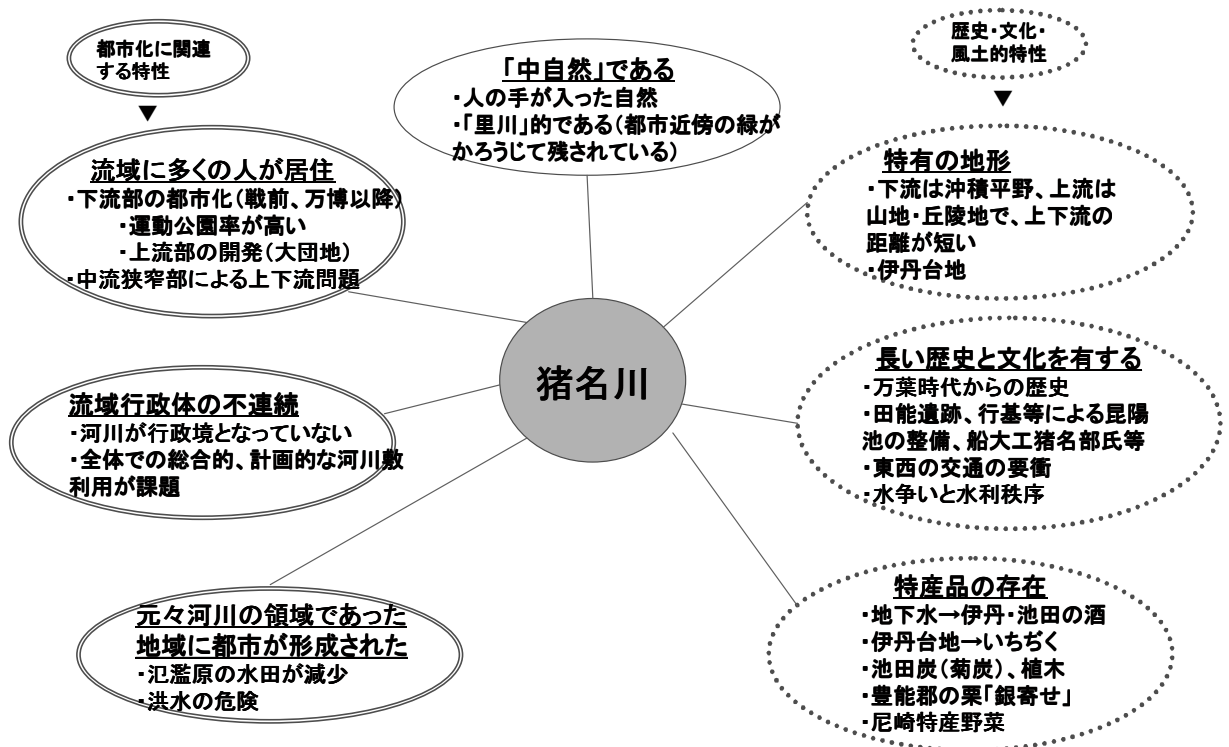 都市化に関連
する特性
▼
流域に多くの人が居住
・下流部の都市化(戦前、万博以降)
・運動公園率が高い
・上流部の開発(大団地)
・中流狭窄部による上下流問題
流域行政体の不連続
・河川が行政境となっていない
・全体での総合的、計画的な河川敷
利用が課題
元々河川の領域であった
地域に都市が形成された
・氾濫原の水田が減少
・洪水の危険
「中自然」である
・人の手が入った自然
・「里川」的である(都市近傍の緑が
かろうじて残されている)
猪名川
歴史・文化・
風土的特性
▼
特有の地形
・下流は沖積平野、上流は
山地・丘陵地で、上下流の
距離が短い
・伊丹台地
長い歴史と文化を有する
・万葉時代からの歴史
・田能遺跡、行基等による昆陽
池の整備、船大工猪名部氏等
・東西の交通の要衝
・水争いと水利秩序
特産品の存在
・地下水→伊丹・池田の酒
・伊丹台地→いちぢく
・池田炭(菊炭)、植木
・豊能郡の栗「銀寄せ」
・尼崎特産野菜